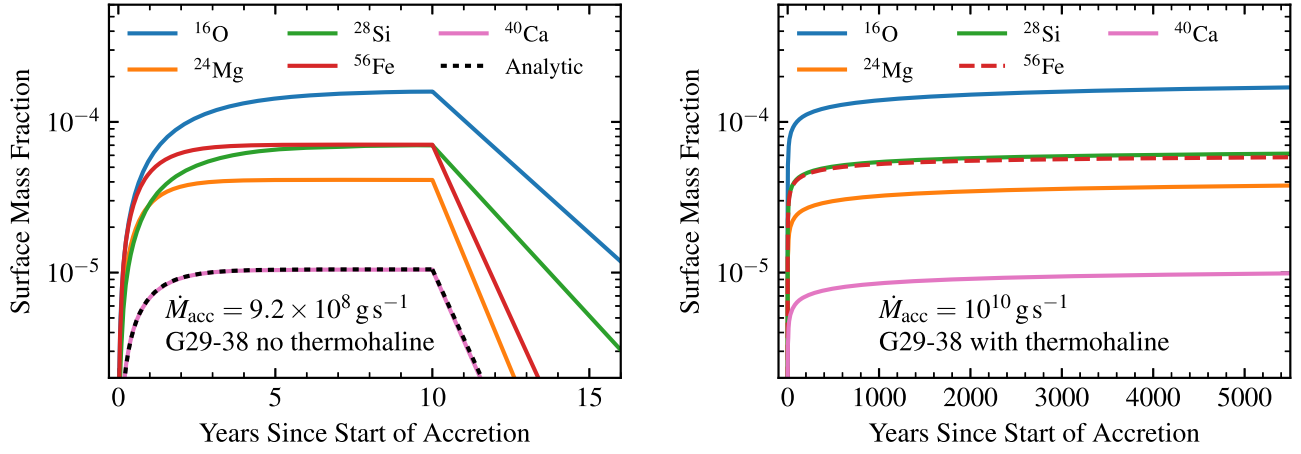 ¹⁶O ²⁸Si ⁴⁰Ca
²⁴Mg ⁵⁶Fe Analytic
Surface Mass Fraction
10⁻⁴
10⁻⁵
Ṁacc = 9.2 × 10⁸ g s⁻¹
G29-38 no thermohaline
0 5 10 15
Years Since Start of Accretion
¹⁶O ²⁸Si ⁴⁰Ca
²⁴Mg ⁵⁶Fe
Surface Mass Fraction
10⁻⁴
10⁻⁵
Ṁacc = 10¹⁰ g s⁻¹
G29-38 with thermohaline
0 1000 2000 3000 4000 5000
Years Since Start of Accretion